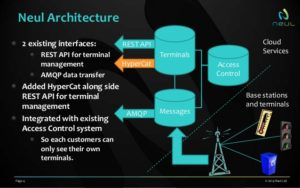 Neul Architecture
neul
2 existing interfaces:
REST API for terminal
management
AMQP data transfer
Added HyperCat along side
REST API for terminal
management
Integrated with existing
Access Control system
So each customers can
only see their own
terminals.
REST API
HyperCat
AMQP
Terminals
Messages
Access
Control
Cloud
Services
Base stations
and terminals